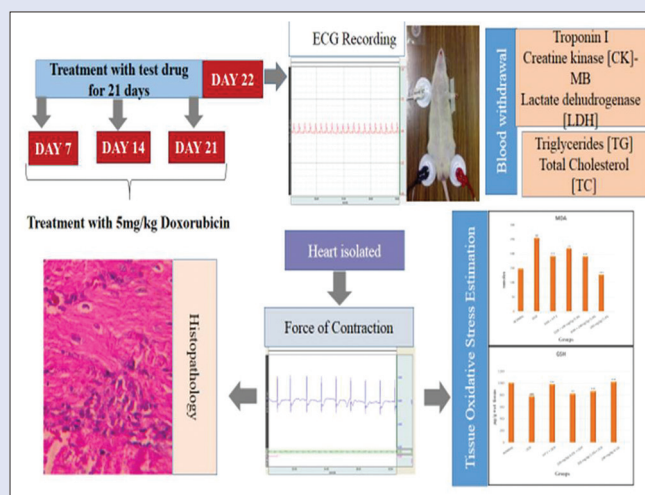 ECG Recording
Treatment with test drug
for 21 days
DAY 22
DAY 7
DAY 14
DAY 21
Treatment with 5mg/kg Doxorubicin
Blood withdrawal
Troponin I
Creatine kinase [CK]-
MB
Lactate dehudrogenase
[LDH]
Triglycerides [TG]
Total Cholesterol
[TC]
Heart isolated
Force of Contraction
Histopathology
Tissue Oxidative Stress Estimation
MDA
Groups
GSH
Groups